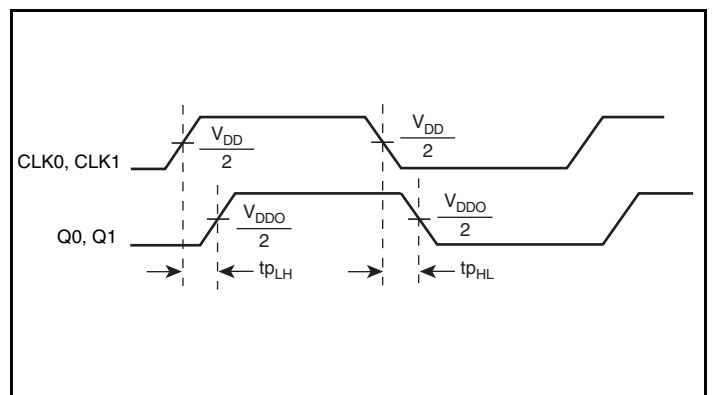 CLK0, CLK1
V_DD
2
V_DD
2
Q0, Q1
V_DDO
2
V_DDO
2
tp_LH
tp_HL